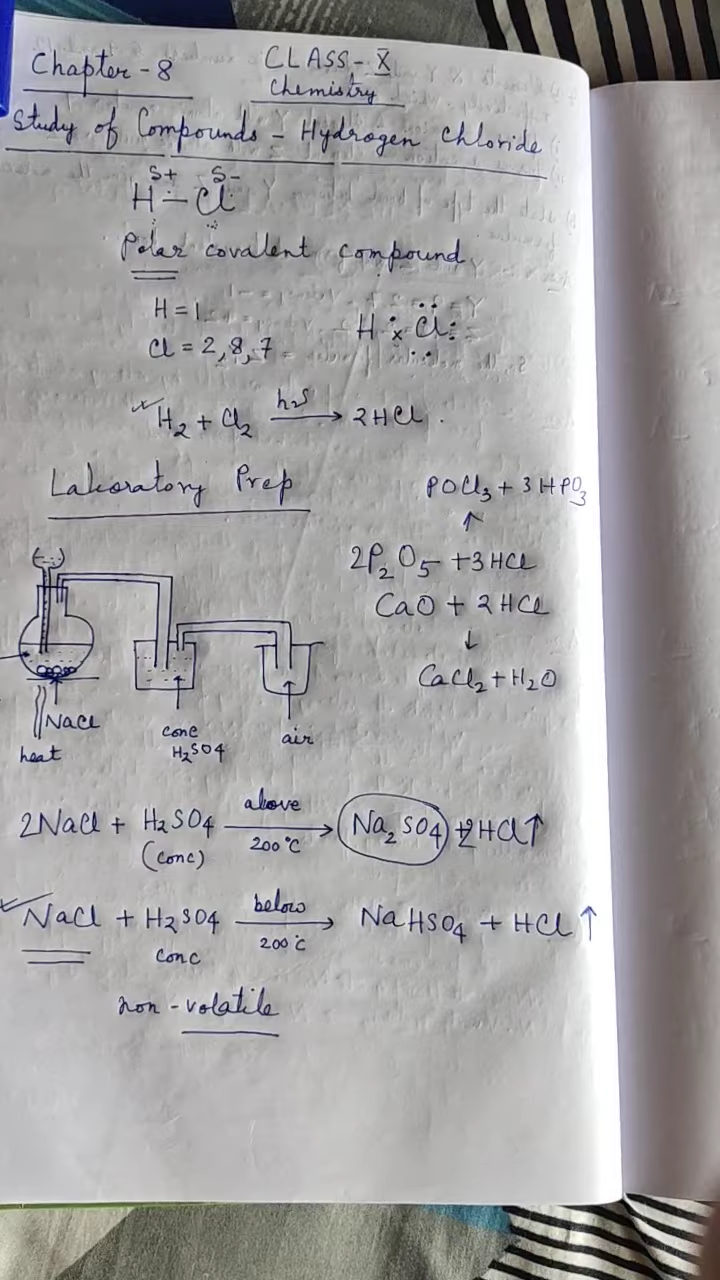 Chapter-8
CLASS-X
Chemistry
Study of Compounds - Hydrogen Chloride
δ+ δ-
H - Cl
Polar covalent compound
H = 1
Cl = 2,8,7
H × Cl
H₂ + Cl₂ hνS → 2HCl .
Laboratory Prep
POCl₃ + 3HPO₃
↑
2P₂O₅ + 3HCl
CaO + 2HCl
↓
CaCl₂ + H₂O
NaCl
heat
conc
H₂SO₄
air
2NaCl + H₂SO₄ above 200°C → Na₂SO₄ + 2HCl↑
(conc)
NaCl + H₂SO₄ below 200°C → NaHSO₄ + HCl ↑
conc
non-volatile